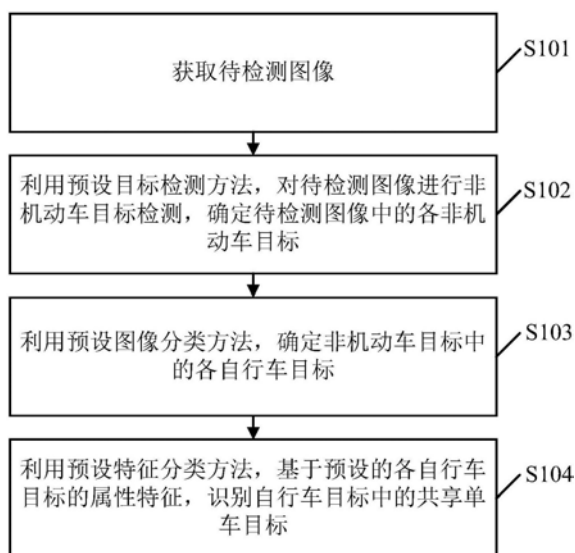 获取待检测图像
S101
利用预设目标检测方法，对待检测图像进行非
机动车目标检测，确定待检测图像中的各非机
动车目标
S102
利用预设图像分类方法，确定非机动车目标中
的各自行车目标
S103
利用预设特征分类方法，基于预设的各自行车
目标的属性特征，识别自行车目标中的共享单
车目标
S104